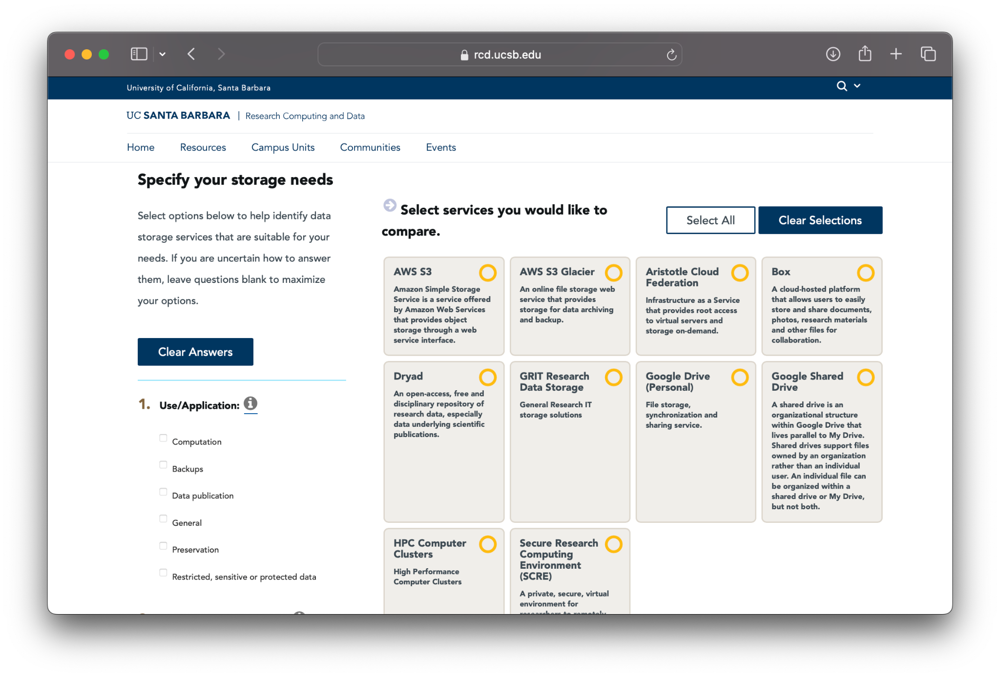 rcd.ucsb.edu
University of California, Santa Barbara
UC SANTA BARBARA | Research Computing and Data
Home Resources Campus Units Communities Events
Specify your storage needs
Select options below to help identify data
storage services that are suitable for your
needs. If you are uncertain how to answer
them, leave questions blank to maximize
your options.
Clear Answers
1. Use/Application:
Computation
Backups
Data publication
General
Preservation
Restricted, sensitive or protected data
Select services you would like to
compare.
Select All
Clear Selections
AWS S3
Amazon Simple Storage
Service is a service offered
by Amazon Web Services
that provides object
storage through a web
service interface.
AWS S3 Glacier
An online file storage web
service that provides
storage for data archiving
and backup.
Aristotle Cloud
Federation
Infrastructure as a Service
that provides root access
to virtual servers and
storage on-demand.
Box
A cloud-hosted platform
that allows users to easily
store and share documents,
photos, research materials
and other files for
collaboration.
Dryad
An open-access, free and
disciplinary repository of
research data, especially
data underlying scientific
publications.
GRIT Research
Data Storage
General Research IT
storage solutions
Google Drive
(Personal)
File storage,
synchronization and
sharing service.
Google Shared
Drive
A shared drive is an
organizational structure
within Google Drive that
lives parallel to My Drive.
Shared drives support files
owned by an organization
rather than an individual
user. An individual file can
be organized within a
shared drive or My Drive,
but not both.
HPC Computer
Clusters
High Performance
Computer Clusters
Secure Research
Computing
Environment
(SCRE)
A private, secure, virtual
environment for
researchers to remotely